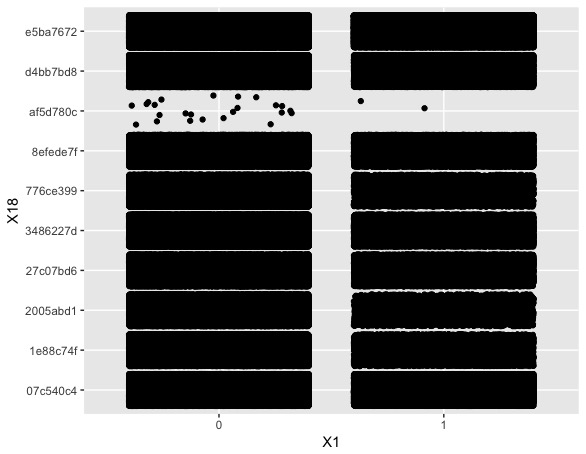 e5ba7672
d4bb7bd8
af5d780c
8efede7f
776ce399
3486227d
27c07bd6
2005abd1
1e88c74f
07c540c4
X18
0 1
X1